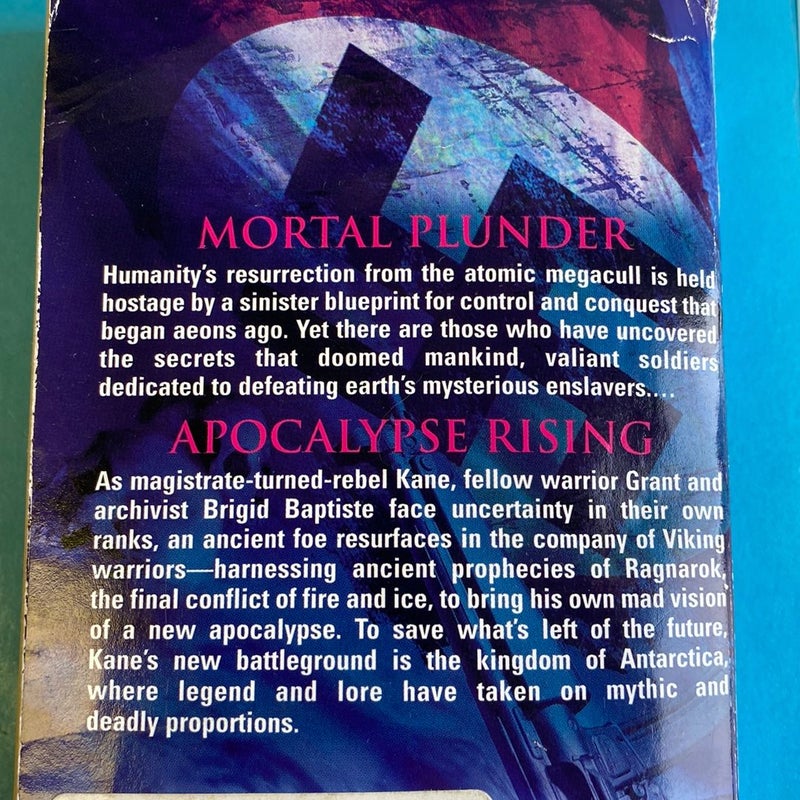 MORTAL PLUNDER
Humanity's resurrection from the atomic megacull is held
hostage by a sinister blueprint for control and conquest that
began aeons ago. Yet there are those who have uncovered
the secrets that doomed mankind, valiant soldiers
dedicated to defeating earth's mysterious enslavers....
APOCALYPSE RISING
As magistrate-turned-rebel Kane, fellow warrior Grant and
archivist Brigid Baptiste face uncertainty in their own
ranks, an ancient foe resurfaces in the company of Viking
warriors—harnessing ancient prophecies of Ragnarok,
the final conflict of fire and ice, to bring his own mad vision
of a new apocalypse. To save what's left of the future,
Kane's new battleground is the kingdom of Antarctica,
where legend and lore have taken on mythic and
deadly proportions.